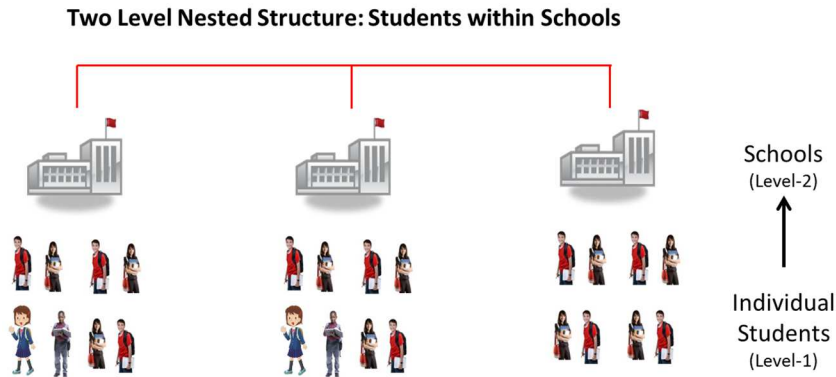 Two Level Nested Structure: Students within Schools
Schools
(Level-2)
Individual
Students
(Level-1)